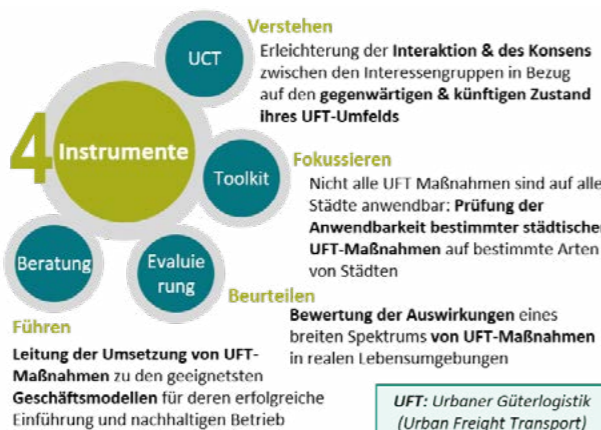 Verstehen
UCT
Erleichterung der Interaktion & des Konsens
zwischen den Interessengruppen in Bezug
auf den gegenwärtigen & künftigen Zustand
ihres UFT-Umfelds
4 Instrumente
Fokussieren
Toolkit
Nicht alle UFT Maßnahmen sind auf alle
Städte anwendbar: Prüfung der
Anwendbarkeit bestimmter städtischer
UFT-Maßnahmen auf bestimmte Arten
von Städten
Beratung
Evaluie
rung
Beurteilen
Bewertung der Auswirkungen eines
breiten Spektrums von UFT-Maßnahmen
in realen Lebensumgebungen
Führen
Leitung der Umsetzung von UFT-
Maßnahmen zu den geeignetsten
Geschäftsmodellen für deren erfolgreiche
Einführung und nachhaltigen Betrieb
UFT: Urbaner Güterlogistik
(Urban Freight Transport)